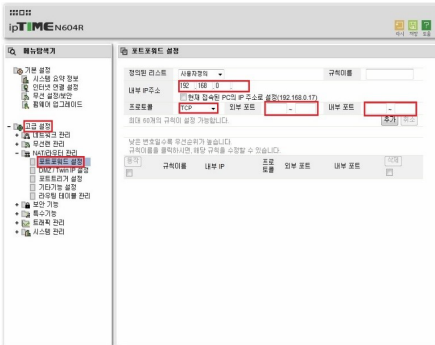 ipTIME N604R
메뉴탐색기
기본 설정
시스템 요약 정보
인터넷 연결 설정
무선 설정/보안
펌웨어 업그레이드
고급 설정
네트워크 관리
무선랜 관리
NAT/라우터 관리
포트포워드 설정
DMZ / Twin IP 설정
포트트리거 설정
기타기능 설정
라우팅 테이블 관리
보안 기능
특수기능
트래픽 관리
시스템 관리
포트포워드 설정
정의된 리스트 사용자정의 규칙이름
내부 IP주소 192 .168 .0 .
현재 접속된 PC의 IP 주소로 설정(192.168.0.17)
프로토콜 TCP 외부 포트 - 내부 포트 -
최대 60개의 규칙이 설정 가능합니다. 추가 취소
낮은 번호일수록 우선순위가 높습니다.
규칙이름을 클릭하시면, 해당 규칙을 수정할 수 있습니다.
동작 규칙이름 내부 IP 프로토콜 외부 포트 내부 포트 삭제